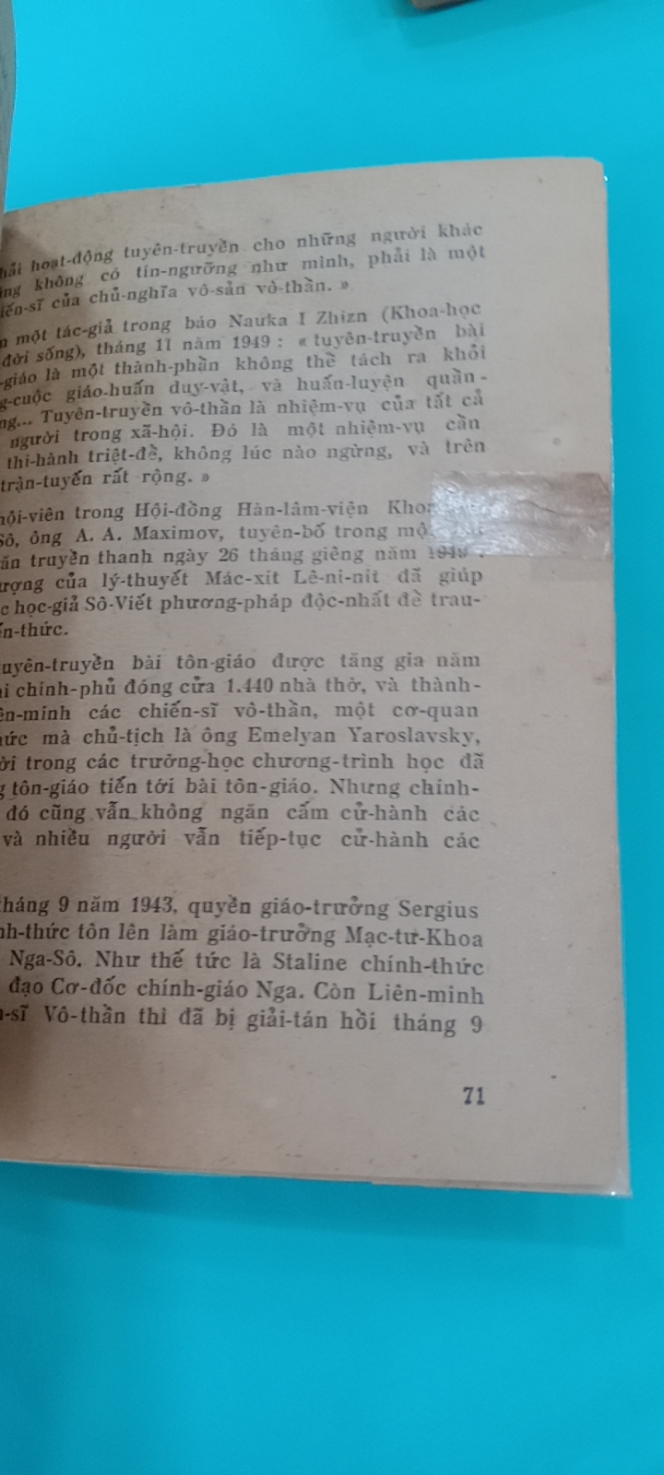 hải hoạt-động tuyên-truyền cho những người khác
ng không có tín-ngưỡng như mình, phải là một
iến-sĩ của chủ-nghĩa vô-sản vô-thần. »
một tác-giả trong báo Nauka I Zhizn (Khoa-học
đời sống), tháng 11 năm 1949 : « tuyên-truyền bài
-giáo là một thành-phần không thể tách ra khỏi
g-cuộc giáo-huấn duy-vật, và huấn-luyện quần-
ng... Tuyên-truyền vô-thần là nhiệm-vụ của tất cả
người trong xã-hội. Đó là một nhiệm-vụ cần
thi-hành triệt-để, không lúc nào ngừng, và trên
trận-tuyến rất rộng. »
hội-viên trong Hội-đồng Hàn-lâm-viện Kho
Sô, ông A. A. Maximov, tuyên-bố trong mộ
ăn truyền thanh ngày 26 tháng giêng năm 1949 :
ượng của lý-thuyết Mác-xít Lê-ni-nít đã giúp
c học-giả Sô-Viết phương-pháp độc-nhất để trau-
n-thức.
uyên-truyền bài tôn-giáo được tăng gia năm
i chính-phủ đóng cửa 1.440 nhà thờ, và thành-
ên-minh các chiến-sĩ vô-thần, một cơ-quan
hức mà chủ-tịch là ông Emelyan Yaroslavsky,
ời trong các trường-học chương-trình học đã
g tôn-giáo tiến tới bài tôn-giáo. Nhưng chính-
đó cũng vẫn không ngăn cấm cử-hành các
và nhiều người vẫn tiếp-tục cử-hành các
tháng 9 năm 1943, quyền giáo-trưởng Sergius
nh-thức tôn lên làm giáo-trưởng Mạc-tư-Khoa
Nga-Sô. Như thế tức là Staline chính-thức
đạo Cơ-đốc chính-giáo Nga. Còn Liên-minh
-sĩ Vô-thần thì đã bị giải-tán hồi tháng 9
71